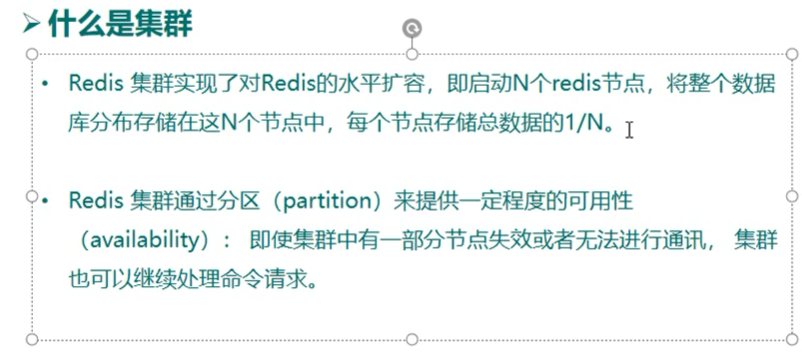 什么是集群
• Redis 集群实现了对Redis的水平扩容，即启动N个redis节点，将整个数据
库分布存储在这N个节点中，每个节点存储总数据的1/N。
• Redis 集群通过分区（partition）来提供一定程度的可用性
（availability）： 即使集群中有一部分节点失效或者无法进行通讯， 集群
也可以继续处理命令请求。